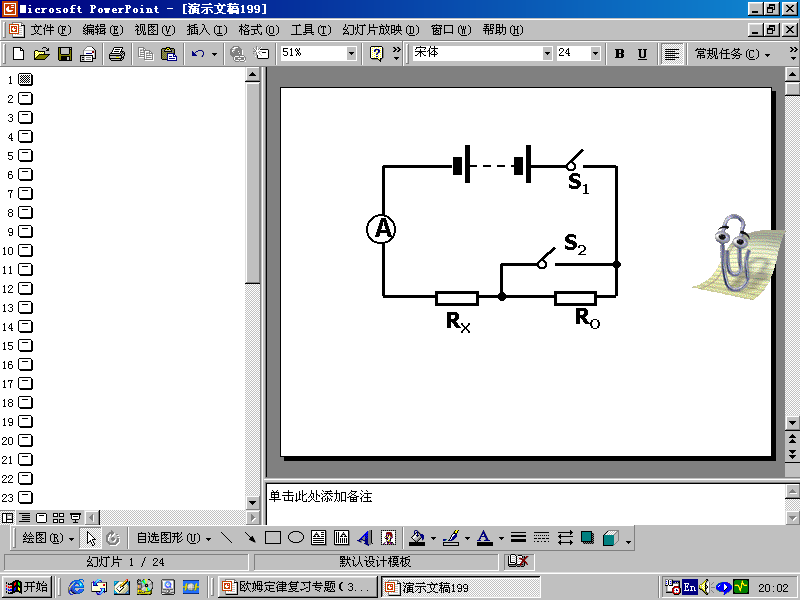 Microsoft PowerPoint - [演示文稿199]
文件(F) 编辑(E) 视图(V) 插入(I) 格式(O) 工具(T) 幻灯片放映(D) 窗口(W) 帮助(H)
51% 宋体 24 B U 常规任务(C)
1
2
3
4
5
6
7
8
9
10
11
12
13
14
15
16
17
18
19
20
21
22
23
S1
A
S2
RX
RO
单击此处添加备注
绘图(R) 自选图形(U)
幻灯片 1 / 24 默认设计模板
开始 欧姆定律复习专题(3... 演示文稿199 En 20:02